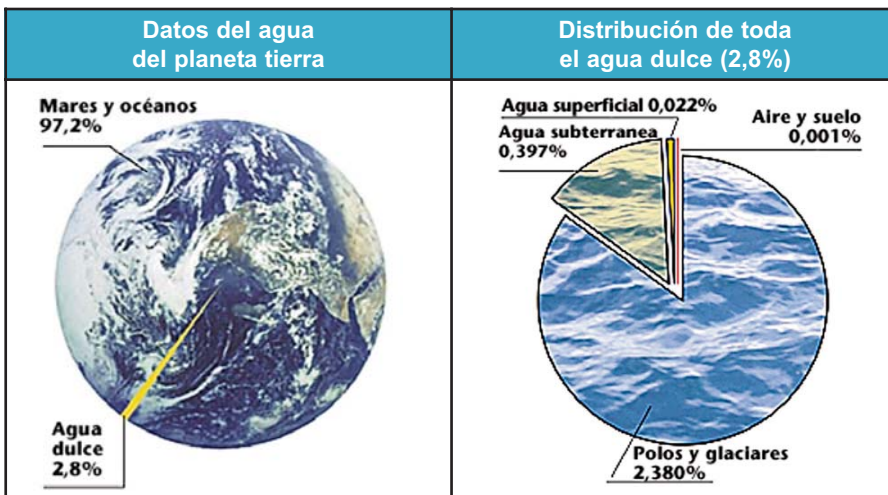 Datos del agua
del planeta tierra
Mares y océanos
97,2%
Agua
dulce
2,8%
Distribución de toda
el agua dulce (2,8%)
Agua superficial 0,022%
Agua subterranea
0,397%
Aire y suelo
0,001%
Polos y glaciares
2,380%